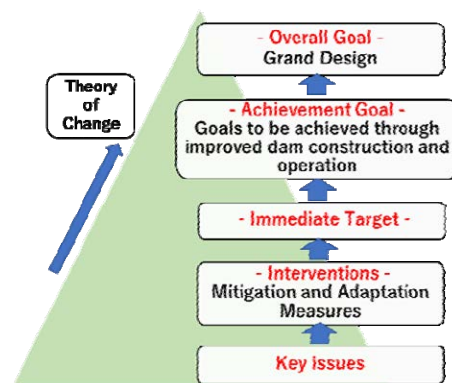 - Overall Goal -
Grand Design
Theory
of
Change
- Achievement Goal -
Goals to be achieved through
improved dam construction and
operation
- Immediate Target -
- Interventions -
Mitigation and Adaptation
Measures
Key Issues